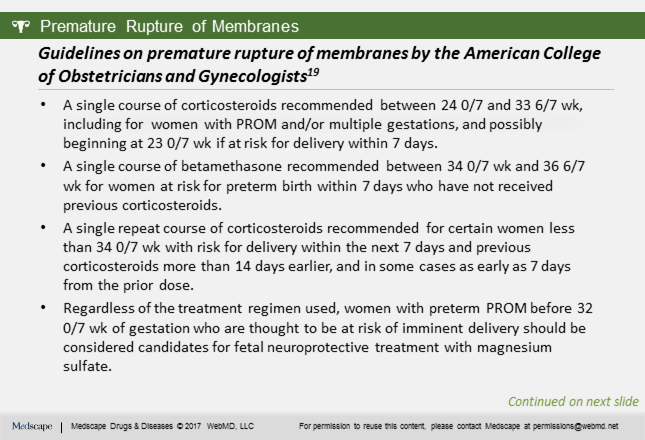 Premature Rupture of Membranes
Guidelines on premature rupture of membranes by the American College
of Obstetricians and Gynecologists19
• A single course of corticosteroids recommended between 24 0/7 and 33 6/7 wk,
including for women with PROM and/or multiple gestations, and possibly
beginning at 23 0/7 wk if at risk for delivery within 7 days.
• A single course of betamethasone recommended between 34 0/7 wk and 36 6/7
wk for women at risk for preterm birth within 7 days who have not received
previous corticosteroids.
• A single repeat course of corticosteroids recommended for certain women less
than 34 0/7 wk with risk for delivery within the next 7 days and previous
corticosteroids more than 14 days earlier, and in some cases as early as 7 days
from the prior dose.
• Regardless of the treatment regimen used, women with preterm PROM before 32
0/7 wk of gestation who are thought to be at risk of imminent delivery should be
considered candidates for fetal neuroprotective treatment with magnesium
sulfate.
Continued on next slide
Medscape | Medscape Drugs & Diseases © 2017 WebMD, LLC For permission to reuse this content, please contact Medscape at permissions@webmd.net